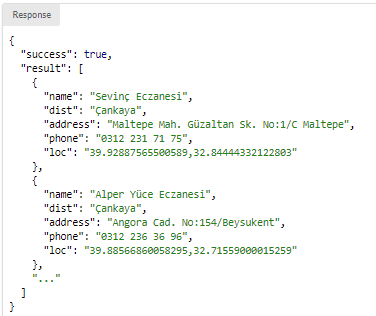 Response
{
  "success": true,
  "result": [
    {
      "name": "Sevinç Eczanesi",
      "dist": "Çankaya",
      "address": "Maltepe Mah. Güzaltan Sk. No:1/C Maltepe",
      "phone": "0312 231 71 75",
      "loc": "39.92887565500589,32.84444332122803"
    },
    {
      "name": "Alper Yüce Eczanesi",
      "dist": "Çankaya",
      "address": "Angora Cad. No:154/Beysukent",
      "phone": "0312 236 36 96",
      "loc": "39.88566860058295,32.71559000015259"
    },
    "..."
  ]
}